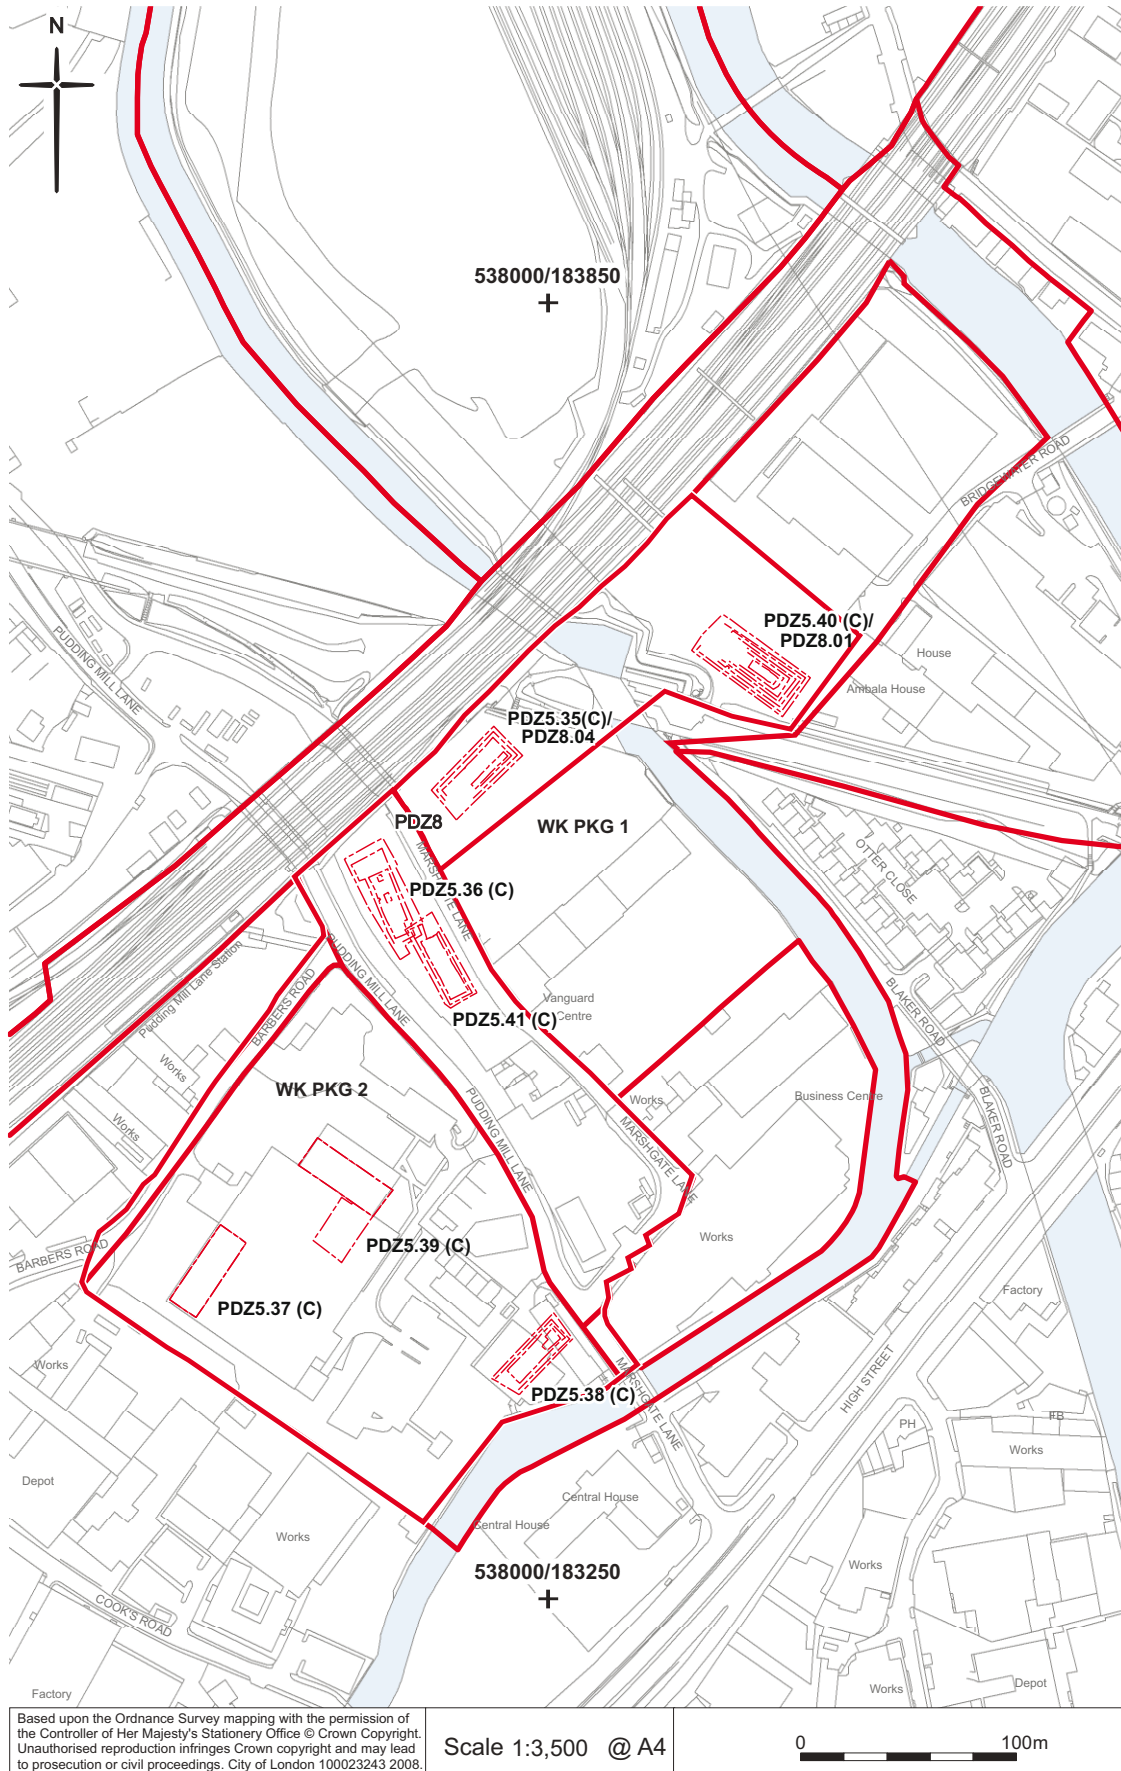 N
538000/183850
BRIDGEWATER ROAD
PUDDING MILL LANE
PDZ5.40 (C)/
PDZ8.01
House
Ambala House
PDZ5.35(C)/
PDZ8.04
PDZ8
WK PKG 1
MARSHGATE LANE
OTTER CLOSE
PDZ5.36 (C)
PUDDING MILL LANE
Pudding Mill Lane Station
BARBERS ROAD
Vanguard
Centre
PDZ5.41 (C)
BLAKER ROAD
Works
WK PKG 2
Works
Works
Business Centre
PUDDING MILL LANE
MARSHGATE LANE
BLAKER ROAD
Works
BARBERS ROAD
PDZ5.39 (C)
PDZ5.37 (C)
Factory
Works
HIGH STREET
MARSHGATE LANE
PDZ5.38 (C)
PH
FB
Works
Depot
Central House
Works
Central House
Works
538000/183250
COOK'S ROAD
Factory
Works
Depot
Based upon the Ordnance Survey mapping with the permission of
the Controller of Her Majesty's Stationery Office © Crown Copyright.
Unauthorised reproduction infringes Crown copyright and may lead
to prosecution or civil proceedings. City of London 100023243 2008.
Scale 1:3,500 @ A4
0 100m